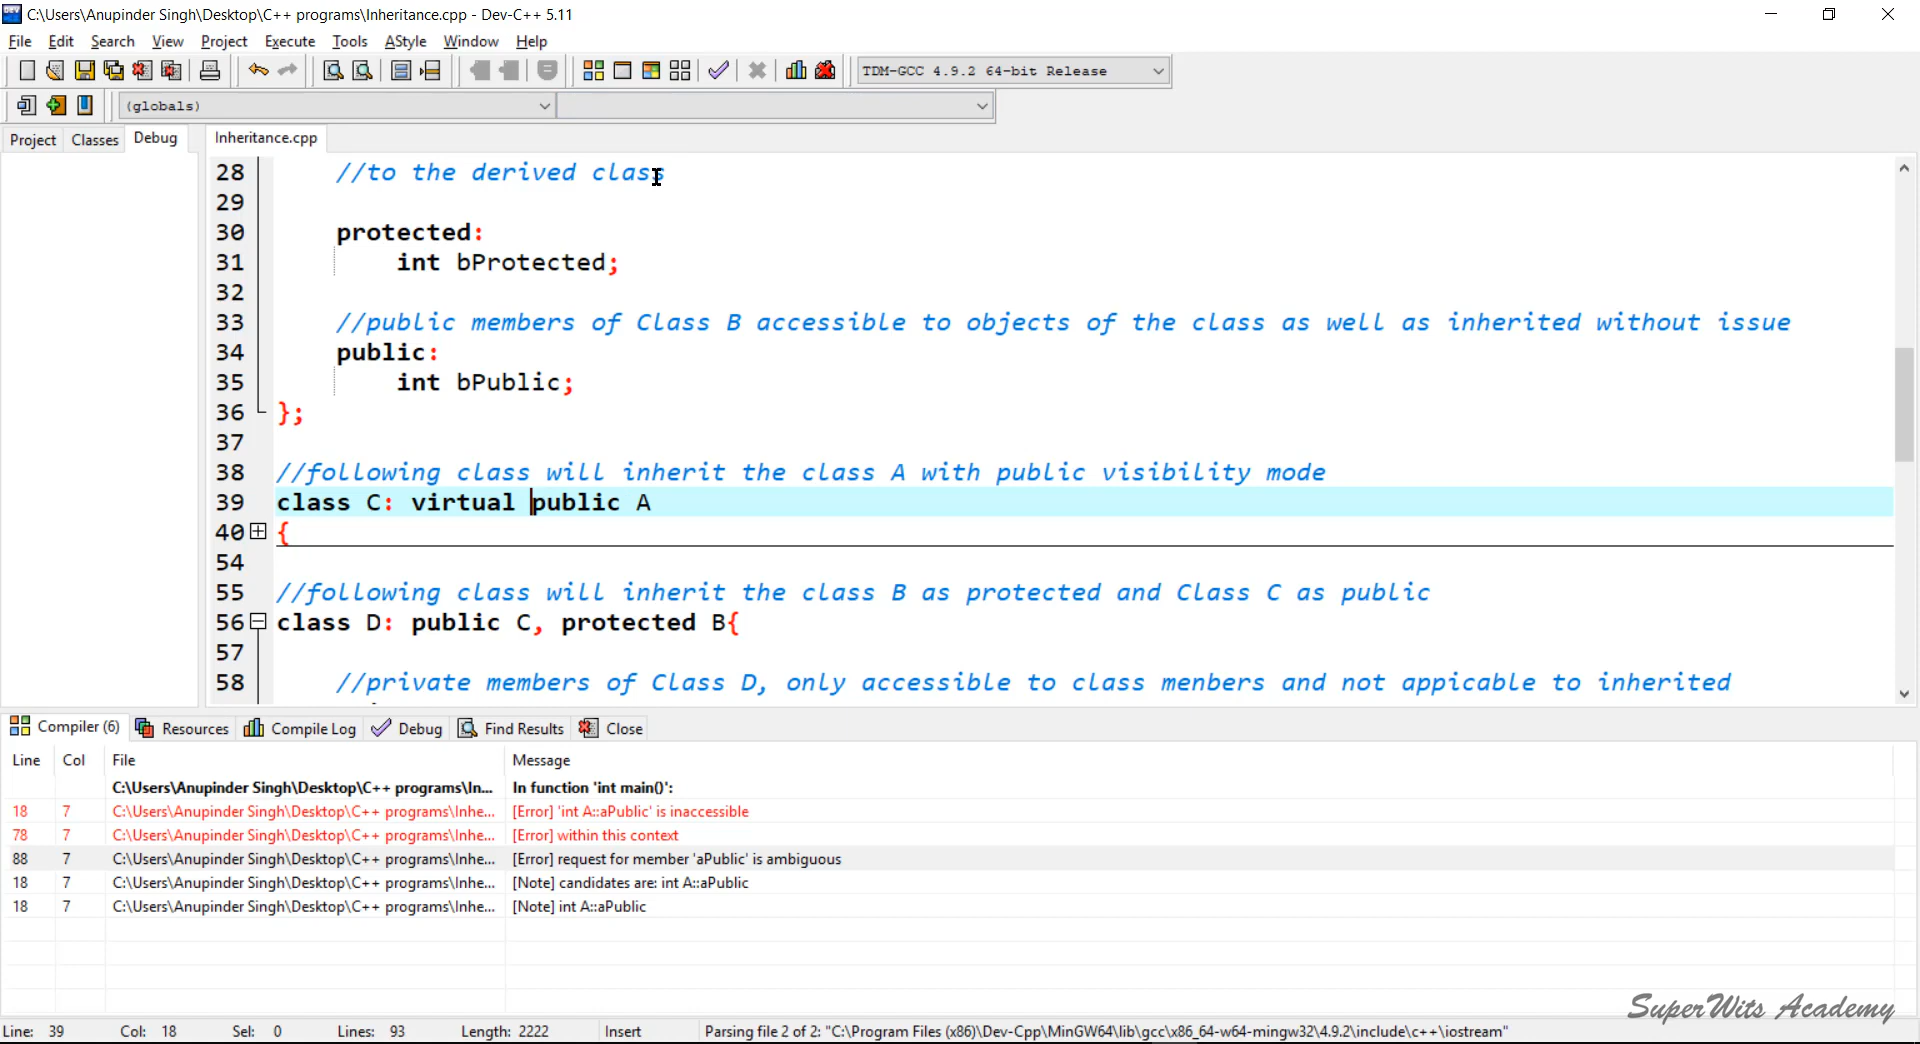 C:\Users\Anupinder Singh\Desktop\C++ programs\Inheritance.cpp - Dev-C++ 5.11
File Edit Search View Project Execute Tools AStyle Window Help
TDM-GCC 4.9.2 64-bit Release
(globals)
Project Classes Debug Inheritance.cpp
28 //to the derived class
29
30 protected:
31 int bProtected;
32
33 //public members of Class B accessible to objects of the class as well as inherited without issue
34 public:
35 int bPublic;
36 };
37
38 //following class will inherit the class A with public visibility mode
39 class C: virtual public A
40 {
54
55 //following class will inherit the class B as protected and Class C as public
56 class D: public C, protected B{
57
58 //private members of Class D, only accessible to class menbers and not appicable to inherited
Compiler (6) Resources Compile Log Debug Find Results Close
Line Col File Message
C:\Users\Anupinder Singh\Desktop\C++ programs\In... In function 'int main()':
18 7 C:\Users\Anupinder Singh\Desktop\C++ programs\Inhe... [Error] 'int A::aPublic' is inaccessible
78 7 C:\Users\Anupinder Singh\Desktop\C++ programs\Inhe... [Error] within this context
88 7 C:\Users\Anupinder Singh\Desktop\C++ programs\Inhe... [Error] request for member 'aPublic' is ambiguous
18 7 C:\Users\Anupinder Singh\Desktop\C++ programs\Inhe... [Note] candidates are: int A::aPublic
18 7 C:\Users\Anupinder Singh\Desktop\C++ programs\Inhe... [Note] int A::aPublic
SuperWits Academy
Line: 39 Col: 18 Sel: 0 Lines: 93 Length: 2222 Insert Parsing file 2 of 2: "C:\Program Files (x86)\Dev-Cpp\MinGW64\lib\gcc\x86_64-w64-mingw32\4.9.2\include\c++\iostream"